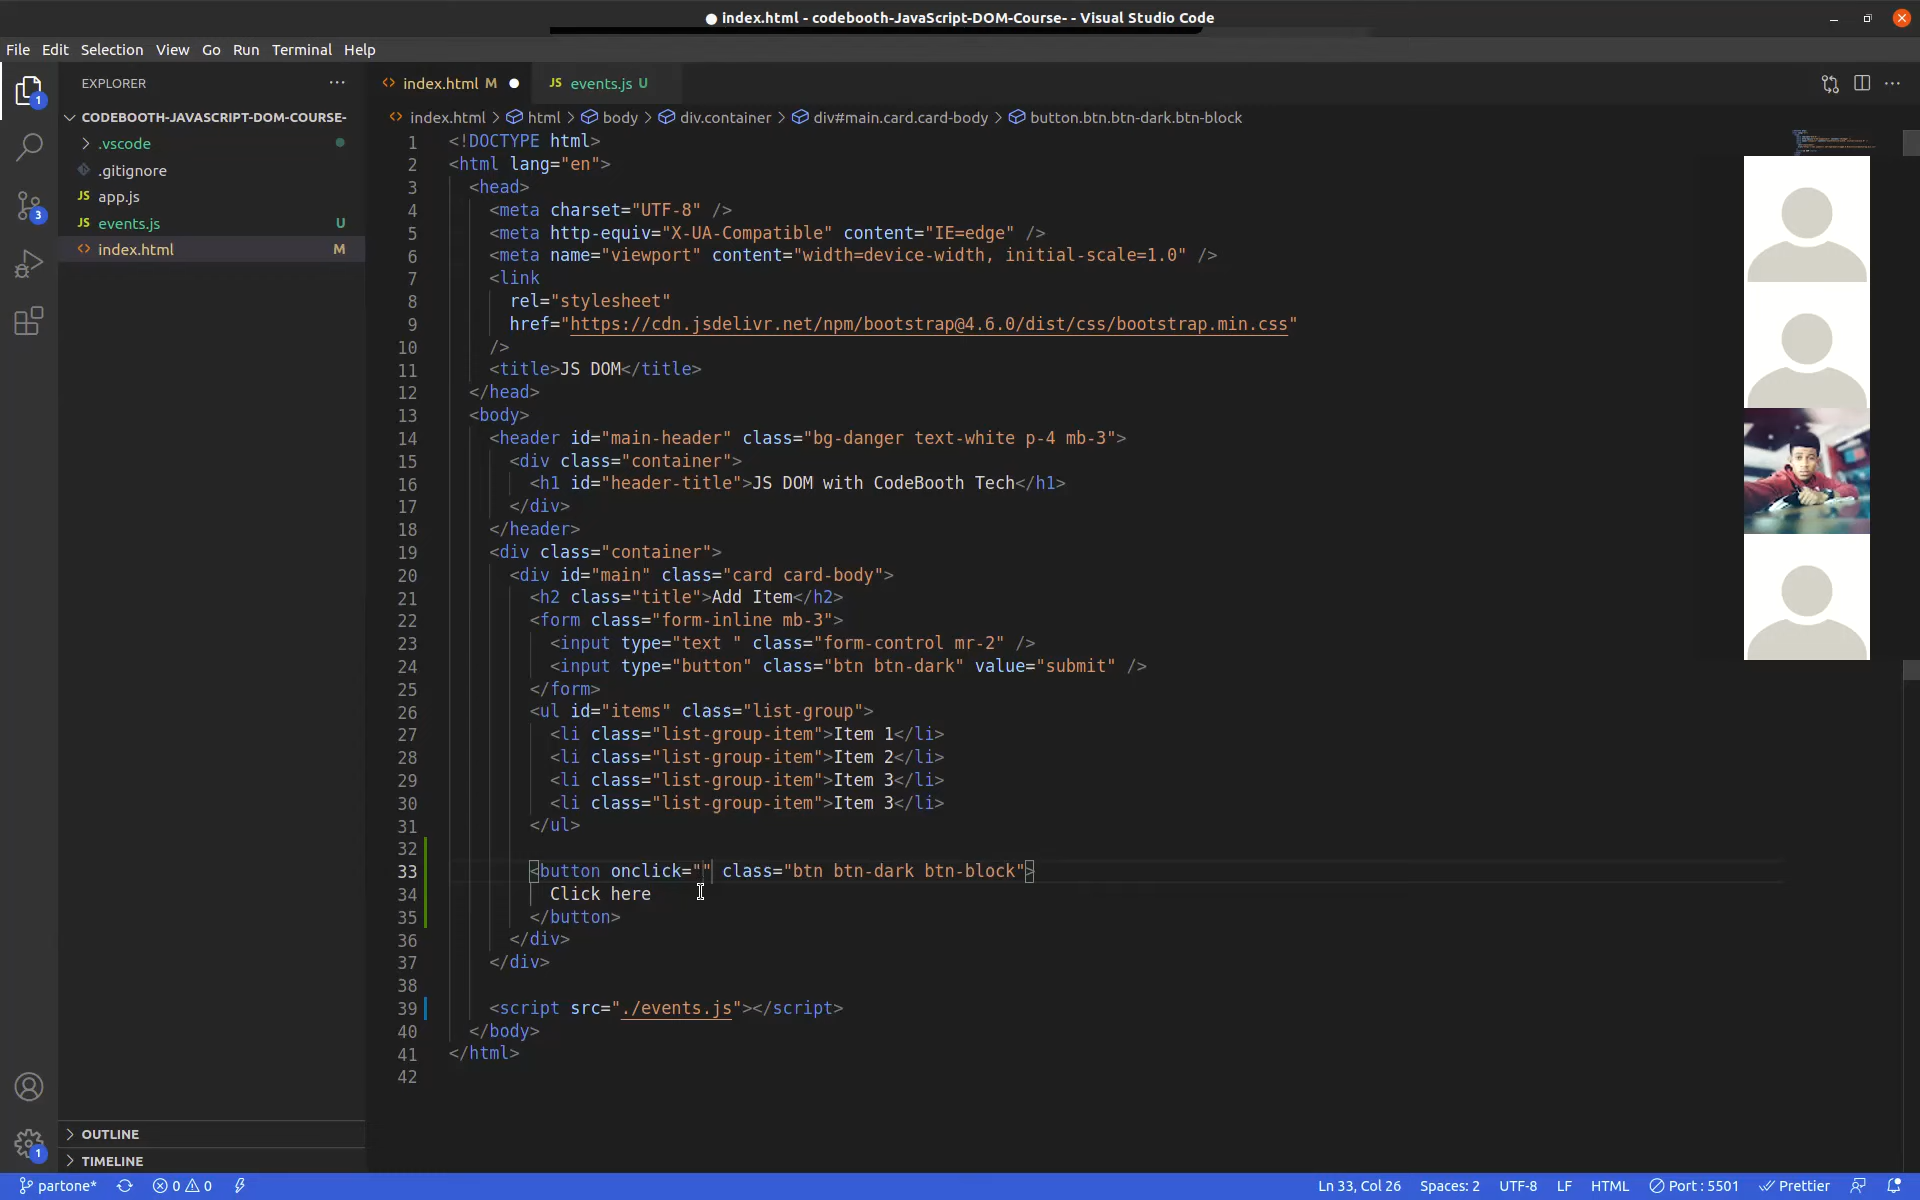 index.html - codebooth-JavaScript-DOM-Course- - Visual Studio Code
File Edit Selection View Go Run Terminal Help
EXPLORER
index.html M
JS events.js U
CODEBOOTH-JAVASCRIPT-DOM-COURSE-
index.html > html > body > div.container > div#main.card.card-body > button.btn.btn-dark.btn-block
.vscode
.gitignore
JS app.js
JS events.js U
index.html M
1
3
1
1 <!DOCTYPE html>
2 <html lang="en">
3 <head>
4 <meta charset="UTF-8" />
5 <meta http-equiv="X-UA-Compatible" content="IE=edge" />
6 <meta name="viewport" content="width=device-width, initial-scale=1.0" />
7 <link
8 rel="stylesheet"
9 href="https://cdn.jsdelivr.net/npm/bootstrap@4.6.0/dist/css/bootstrap.min.css"
10 />
11 <title>JS DOM</title>
12 </head>
13 <body>
14 <header id="main-header" class="bg-danger text-white p-4 mb-3">
15 <div class="container">
16 <h1 id="header-title">JS DOM with CodeBooth Tech</h1>
17 </div>
18 </header>
19 <div class="container">
20 <div id="main" class="card card-body">
21 <h2 class="title">Add Item</h2>
22 <form class="form-inline mb-3">
23 <input type="text " class="form-control mr-2" />
24 <input type="button" class="btn btn-dark" value="submit" />
25 </form>
26 <ul id="items" class="list-group">
27 <li class="list-group-item">Item 1</li>
28 <li class="list-group-item">Item 2</li>
29 <li class="list-group-item">Item 3</li>
30 <li class="list-group-item">Item 3</li>
31 </ul>
32
33 <button onclick="" class="btn btn-dark btn-block">
34 Click here
35 </button>
36 </div>
37 </div>
38
39 <script src="./events.js"></script>
40 </body>
41 </html>
42
OUTLINE
TIMELINE
partone* 0 0 Ln 33, Col 26 Spaces: 2 UTF-8 LF HTML Port : 5501 Prettier